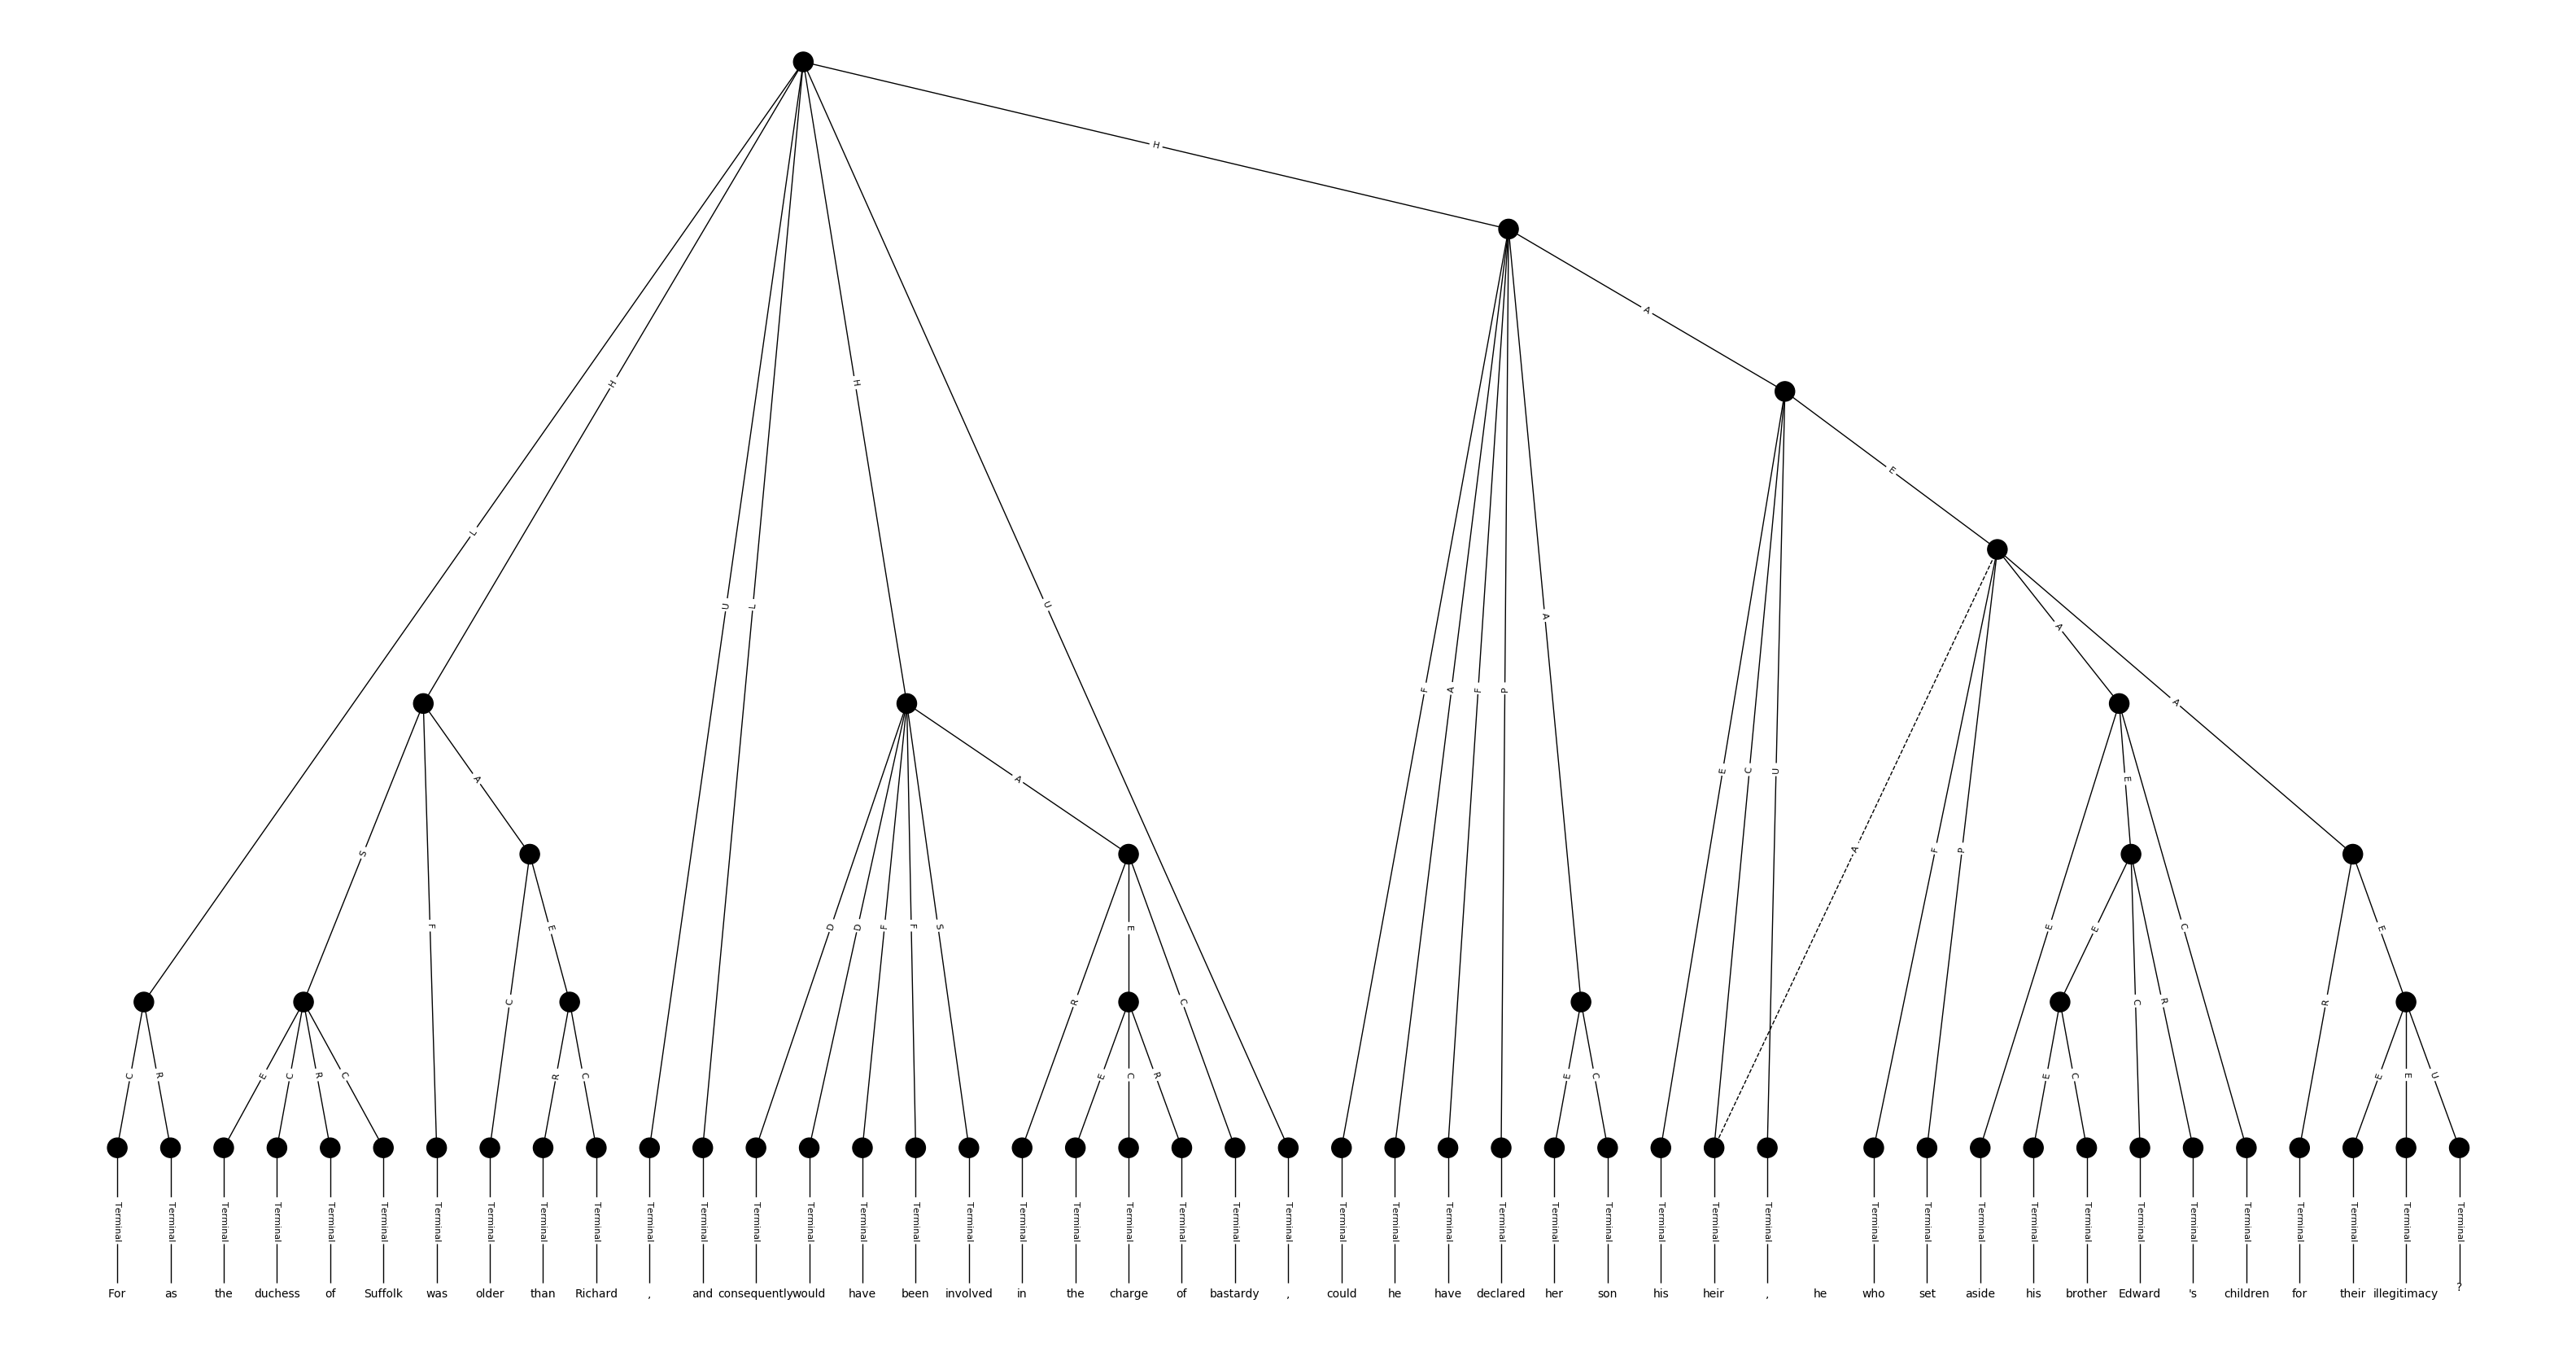 H
A
E
L
H
U
L
H
U
F
A
F
P
A
E
C
U
A
F
P
A
A
S
F
A
D
D
F
F
S
A
E
E
C
C
E
R
E
C
E
E
C
R
R
E
C
R
E
C
R
C
R
C
E
C
R
E
C
E
C
E
E
U
Terminal Terminal Terminal Terminal Terminal Terminal Terminal Terminal Terminal Terminal Terminal Terminal Terminal Terminal Terminal Terminal Terminal Terminal Terminal Terminal Terminal Terminal Terminal Terminal Terminal Terminal Terminal Terminal Terminal Terminal Terminal Terminal Terminal Terminal Terminal Terminal Terminal Terminal Terminal Terminal Terminal Terminal Terminal Terminal
For as the duchess of Suffolk was older than Richard , and consequently would have been involved in the charge of bastardy , could he have declared her son his heir , he who set aside his brother Edward 's children for their illegitimacy ?